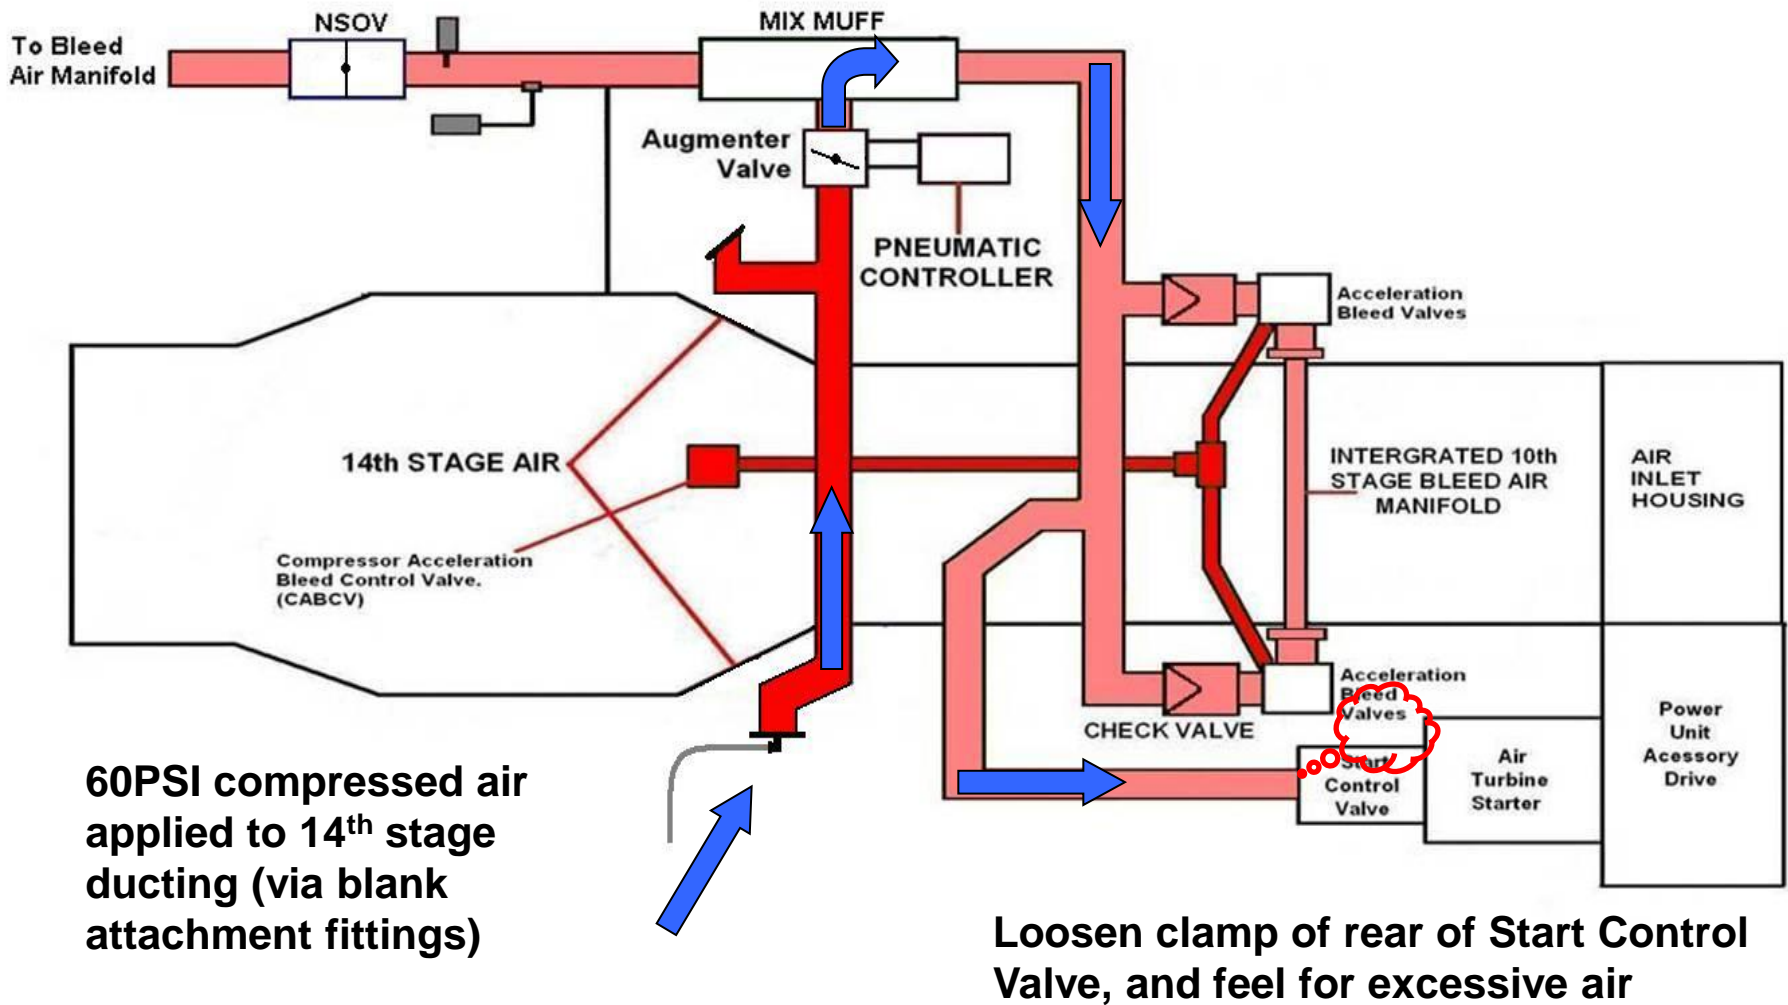 NSOV
MIX MUFF
To Bleed
Air Manifold
Augmenter
Valve
PNEUMATIC
CONTROLLER
Acceleration
Bleed Valves
14th STAGE AIR
INTERGRATED 10th
STAGE BLEED AIR
MANIFOLD
AIR
INLET
HOUSING
Compressor Acceleration
Bleed Control Valve.
(CABCV)
Acceleration
Bleed
Valves
CHECK VALVE
Start
Control
Valve
Air
Turbine
Starter
Power
Unit
Acessory
Drive
60PSI compressed air
applied to 14th stage
ducting (via blank
attachment fittings)
Loosen clamp of rear of Start Control
Valve, and feel for excessive air